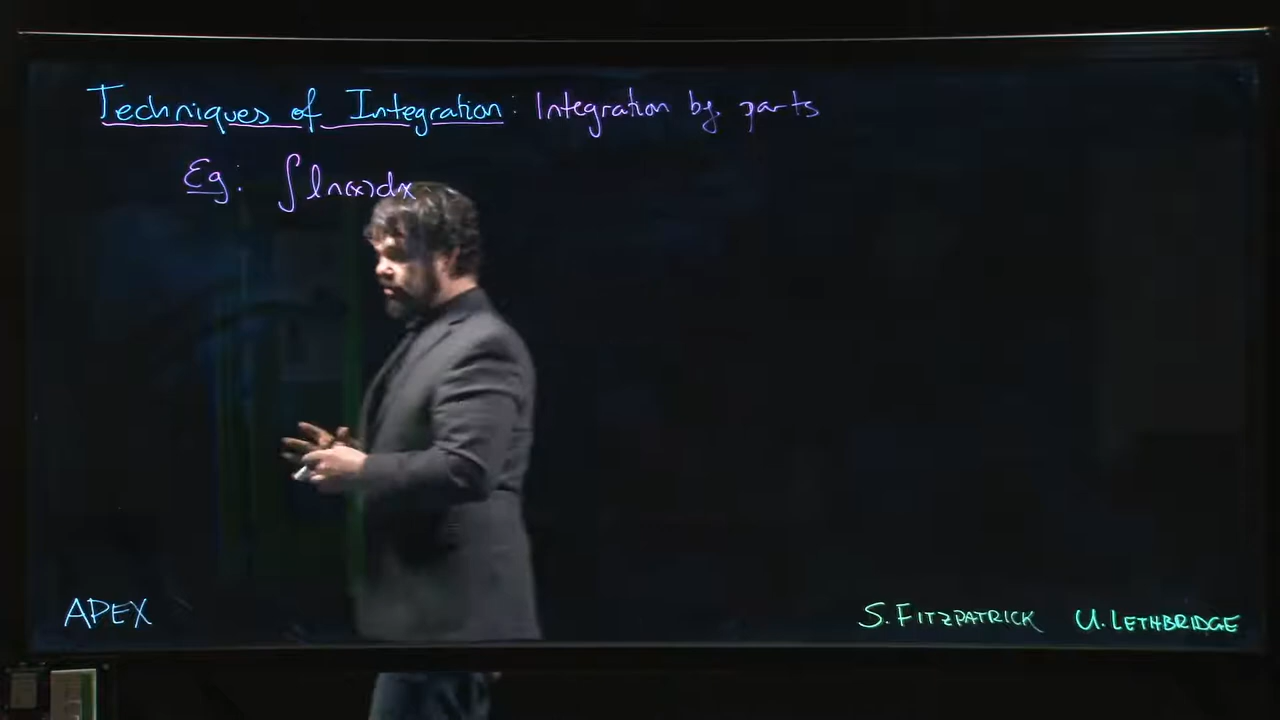 Techniques of Integration: Integration by parts
Eg: ∫ ln(x)dx
APEX
S. FITZPATRICK U. LETHBRIDGE